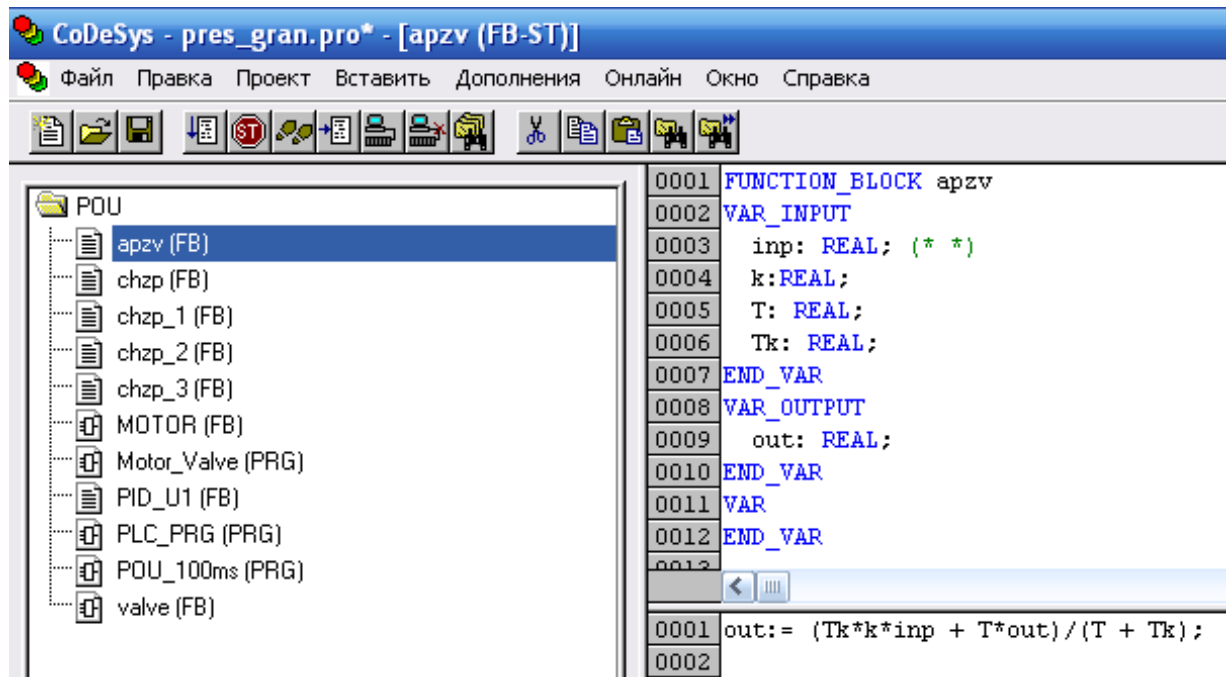 CoDeSys - pres_gran.pro* - [apzv (FB-ST)]
Файл Правка Проект Вставить Дополнения Онлайн Окно Справка
ST
POU
apzv (FB)
chzp (FB)
chzp_1 (FB)
chzp_2 (FB)
chzp_3 (FB)
MOTOR (FB)
Motor_Valve (PRG)
PID_U1 (FB)
PLC_PRG (PRG)
POU_100ms (PRG)
valve (FB)
0001 FUNCTION_BLOCK apzv
0002 VAR_INPUT
0003 inp: REAL; (* *)
0004 k:REAL;
0005 T: REAL;
0006 Tk: REAL;
0007 END_VAR
0008 VAR_OUTPUT
0009 out: REAL;
0010 END_VAR
0011 VAR
0012 END_VAR
0013
0001 out:= (Tk*k*inp + T*out)/(T + Tk);
0002